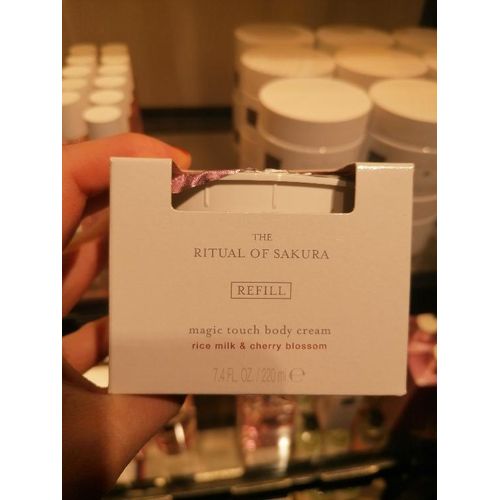 THE
RITUAL OF SAKURA
REFILL
magic touch body cream
rice milk & cherry blossom
7.4 FL. OZ. / 220 ml ℮